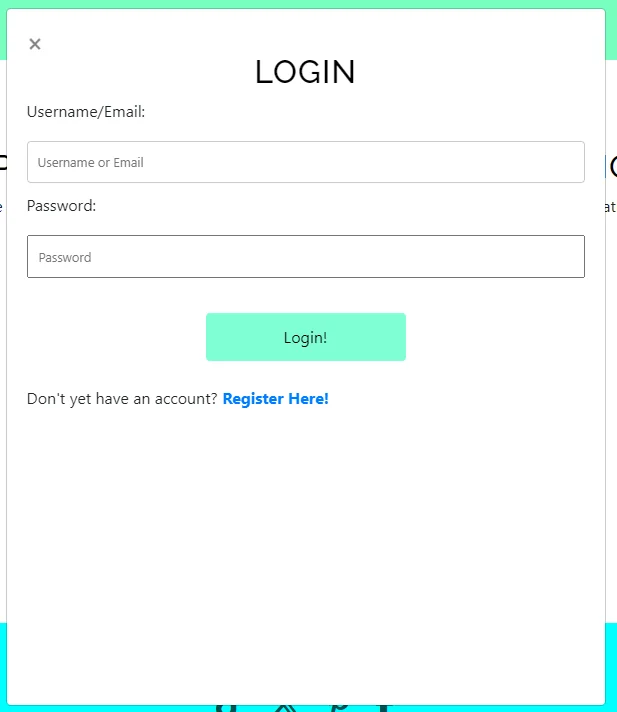 ×
LOGIN
Username/Email:
Username or Email
Password:
Password
Login!
Don't yet have an account? Register Here!